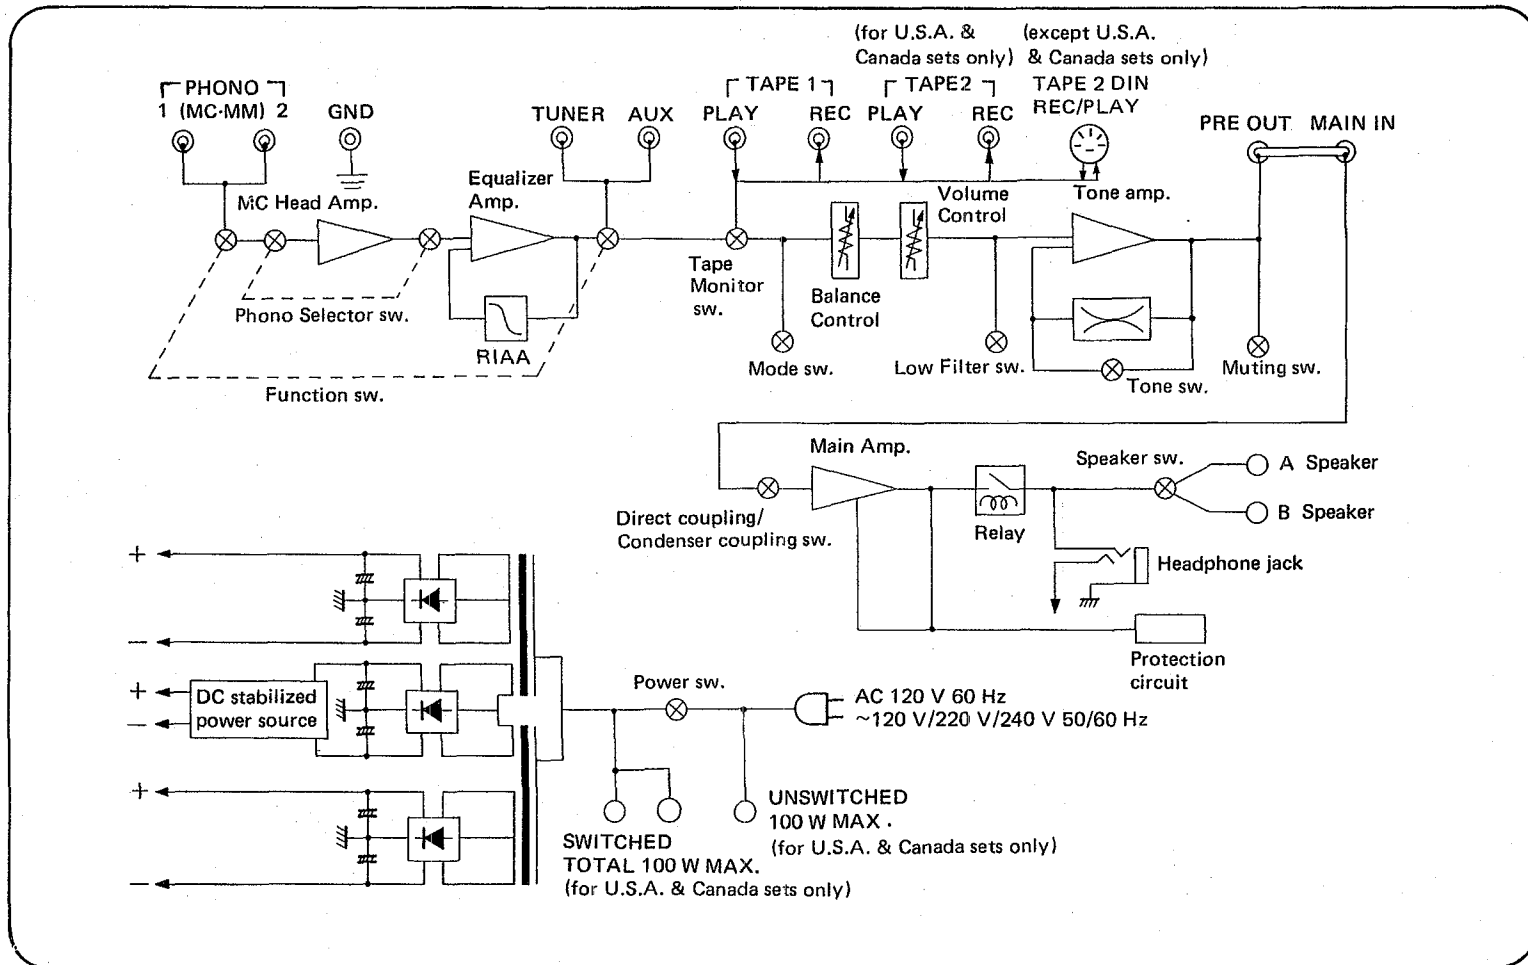 (for U.S.A. & (except U.S.A.
Canada sets only) & Canada sets only)
PHONO TAPE 1 TAPE2 TAPE 2 DIN
1 (MC·MM) 2 GND TUNER AUX PLAY REC PLAY REC REC/PLAY
PRE OUT MAIN IN
Equalizer
Amp.
MC Head Amp.
Volume
Control
Tone amp.
Tape
Monitor
sw.
Balance
Control
Phono Selector sw.
RIAA
Mode sw.
Low Filter sw.
Muting sw.
Tone sw.
Function sw.
Main Amp.
Speaker sw.
A Speaker
B Speaker
Direct coupling/
Condenser coupling sw.
Relay
Headphone jack
Protection
circuit
+
−
+
−
DC stabilized
power source
Power sw.
AC 120 V 60 Hz
~120 V/220 V/240 V 50/60 Hz
+
−
UNSWITCHED
100 W MAX.
(for U.S.A. & Canada sets only)
SWITCHED
TOTAL 100 W MAX.
(for U.S.A. & Canada sets only)